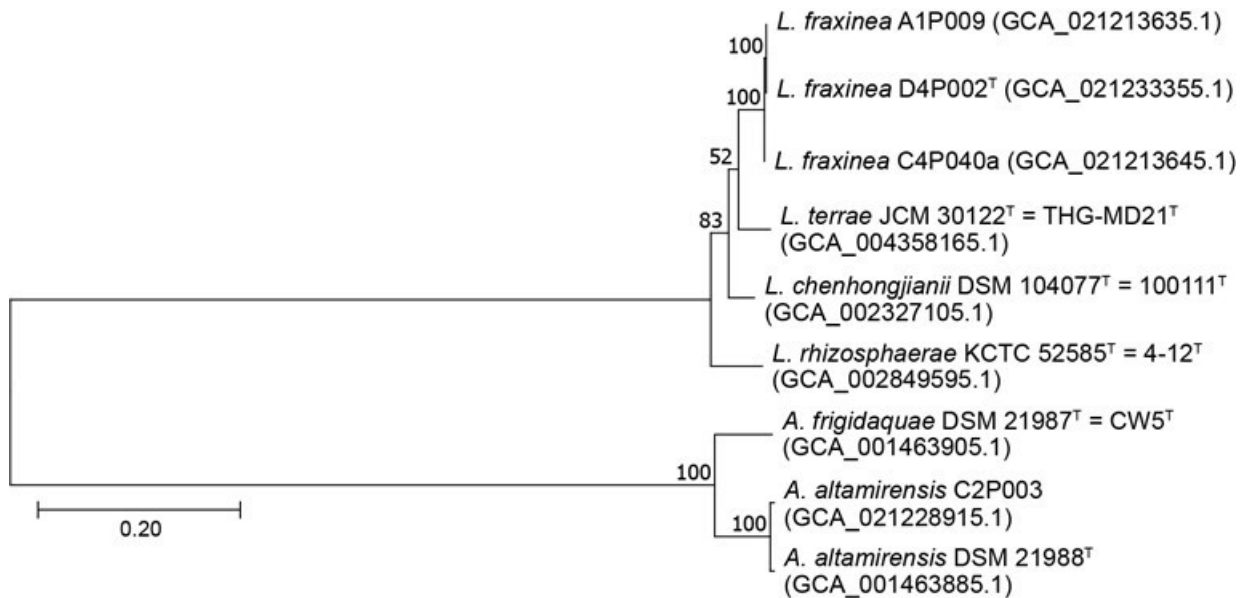 L. fraxinea A1P009 (GCA_021213635.1)
100
L. fraxinea D4P002ᵀ (GCA_021233355.1)
100
L. fraxinea C4P040a (GCA_021213645.1)
52
L. terrae JCM 30122ᵀ = THG-MD21ᵀ
(GCA_004358165.1)
83
L. chenhongjianii DSM 104077ᵀ = 100111ᵀ
(GCA_002327105.1)
L. rhizosphaerae KCTC 52585ᵀ = 4-12ᵀ
(GCA_002849595.1)
A. frigidaquae DSM 21987ᵀ = CW5ᵀ
(GCA_001463905.1)
100
A. altamirensis C2P003
(GCA_021228915.1)
100
A. altamirensis DSM 21988ᵀ
(GCA_001463885.1)
0.20